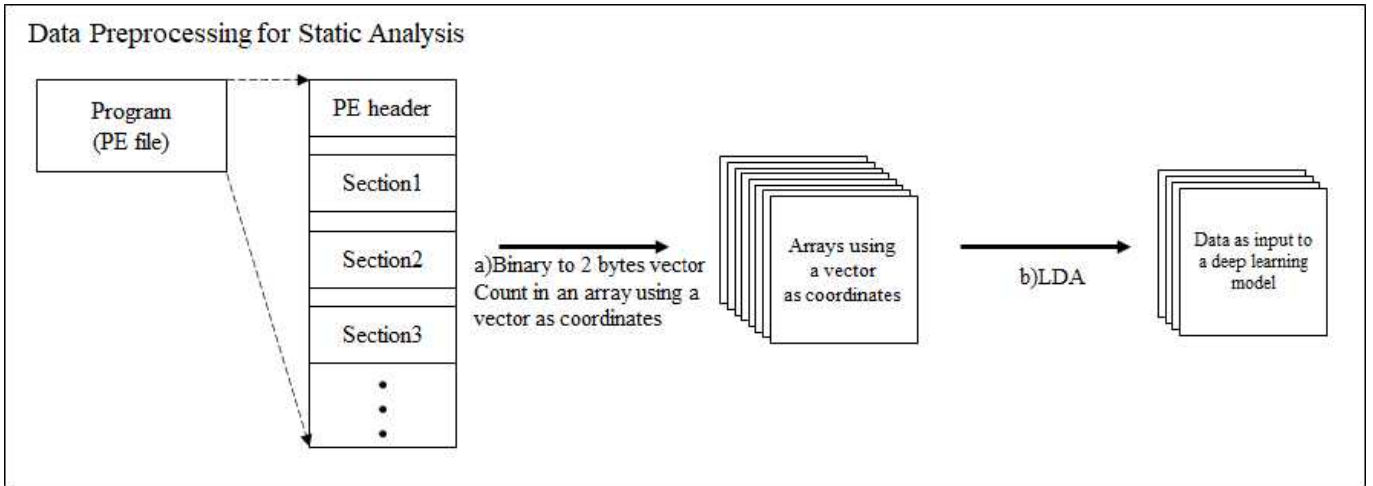 Data Preprocessing for Static Analysis
Program
(PE file)
PE header
Section1
Section2
Section3
a)Binary to 2 bytes vector
Count in an array using a
vector as coordinates
Arrays using
a vector
as coordinates
b)LDA
Data as input to
a deep learning
model